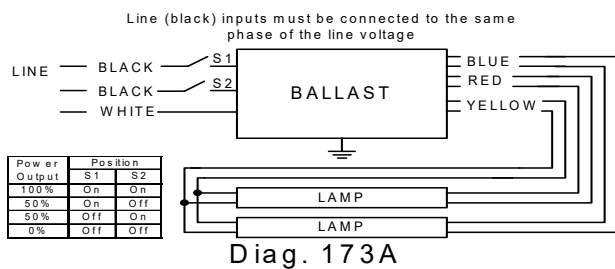 Line (black) inputs must be connected to the same
phase of the line voltage
LINE
BLACK
S1
BLACK
S2
WHITE
BALLAST
BLUE
RED
YELLOW
Power Output Position
S1 S2
100% On On
50% On Off
50% Off On
0% Off Off
LAMP
LAMP
Diag. 173A